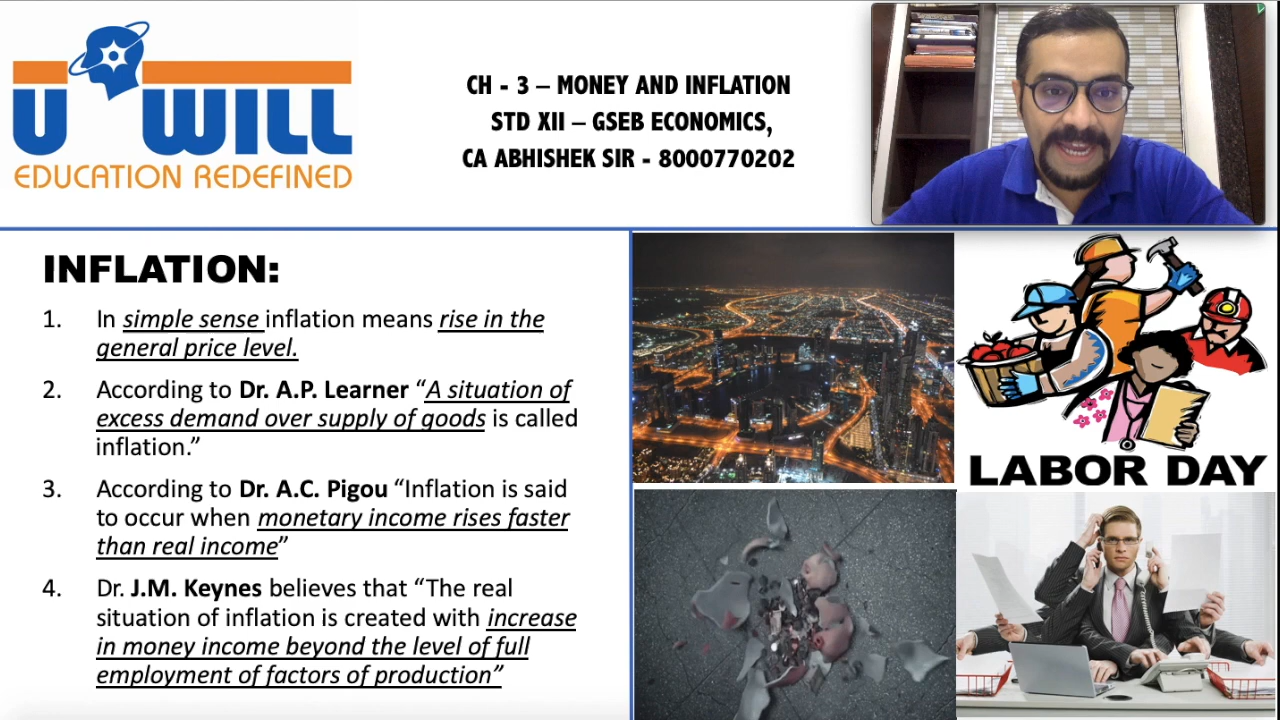 U WILL
EDUCATION REDEFINED
CH - 3 – MONEY AND INFLATION
STD XII – GSEB ECONOMICS,
CA ABHISHEK SIR - 8000770202
INFLATION:
1. In simple sense inflation means rise in the
general price level.
2. According to Dr. A.P. Learner “A situation of
excess demand over supply of goods is called
inflation.”
3. According to Dr. A.C. Pigou “Inflation is said
to occur when monetary income rises faster
than real income”
4. Dr. J.M. Keynes believes that “The real
situation of inflation is created with increase
in money income beyond the level of full
employment of factors of production”
LABOR DAY